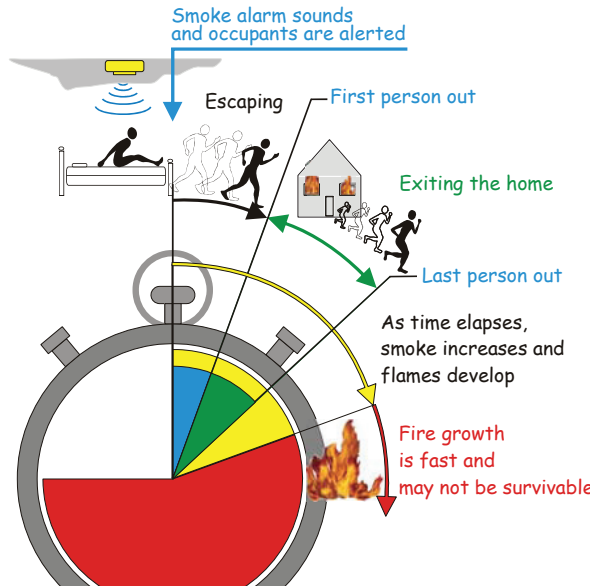 Smoke alarm sounds
and occupants are alerted
Escaping
First person out
Exiting the home
Last person out
As time elapses,
smoke increases and
flames develop
Fire growth
is fast and
may not be survivable